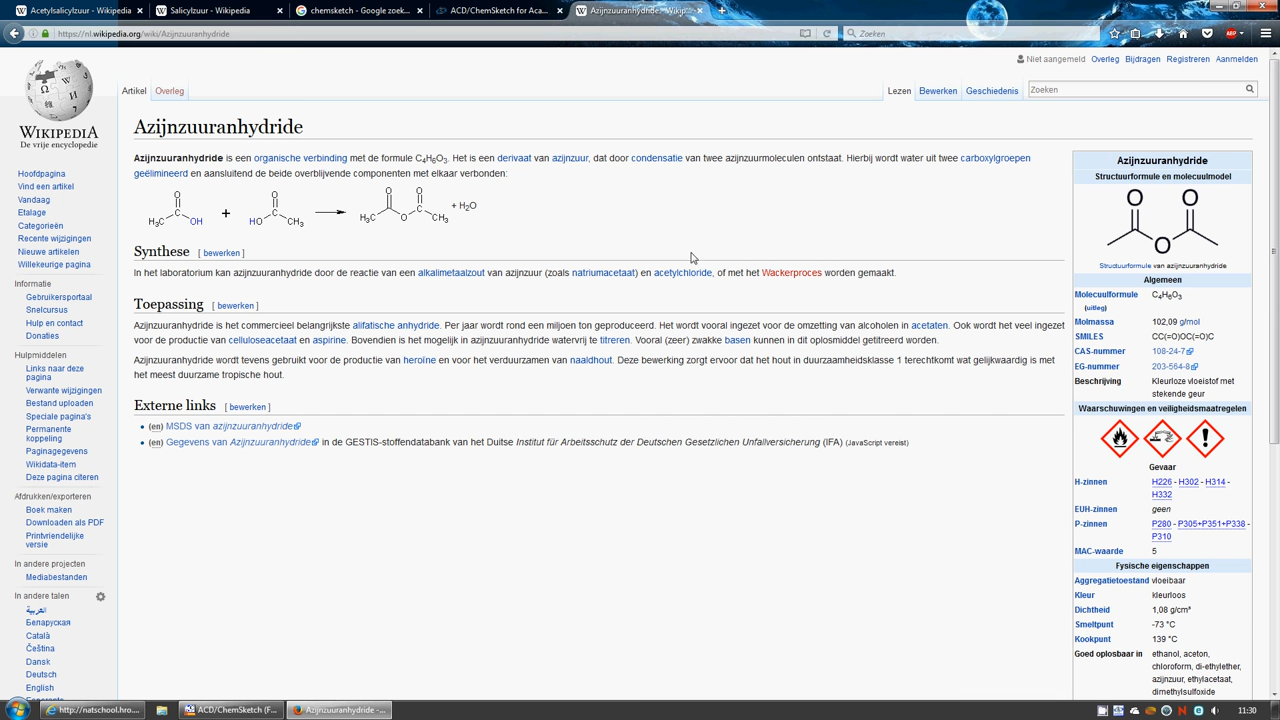 Acetylsalicylzuur - Wikipedia
Salicylzuur - Wikipedia
chemsketch - Google zoek...
ACD/ChemSketch for Aca...
Azijnzuuranhydride - Wikip...
https://nl.wikipedia.org/wiki/Azijnzuuranhydride
Zoeken
ABP
Niet aangemeld Overleg Bijdragen Registreren Aanmelden
Artikel Overleg
Lezen Bewerken Geschiedenis
Zoeken
WIKIPEDIA
De vrije encyclopedie
Hoofdpagina
Vind een artikel
Vandaag
Etalage
Categorieën
Recente wijzigingen
Nieuwe artikelen
Willekeurige pagina
Informatie
Gebruikersportaal
Snelcursus
Hulp en contact
Donaties
Hulpmiddelen
Links naar deze
pagina
Verwante wijzigingen
Bestand uploaden
Speciale pagina's
Permanente
koppeling
Paginagegevens
Wikidata-item
Deze pagina citeren
Afdrukken/exporteren
Boek maken
Downloaden als PDF
Printvriendelijke
versie
In andere projecten
Mediabestanden
In andere talen
العربية
Беларуская
Català
Čeština
Dansk
Deutsch
English
Azijnzuuranhydride
Azijnzuuranhydride is een organische verbinding met de formule C4H6O3. Het is een derivaat van azijnzuur, dat door condensatie van twee azijnzuurmoleculen ontstaat. Hierbij wordt water uit twee carboxylgroepen
geëlimineerd en aansluitend de beide overblijvende componenten met elkaar verbonden:
O O O O
H3C OH + HO CH3 H3C O CH3 + H2O
Synthese [ bewerken ]
In het laboratorium kan azijnzuuranhydride door de reactie van een alkalimetaalzout van azijnzuur (zoals natriumacetaat) en acetylchloride, of met het Wackerproces worden gemaakt.
Toepassing [ bewerken ]
Azijnzuuranhydride is het commercieel belangrijkste alifatische anhydride. Per jaar wordt rond een miljoen ton geproduceerd. Het wordt vooral ingezet voor de omzetting van alcoholen in acetaten. Ook wordt het veel ingezet
voor de productie van celluloseacetaat en aspirine. Bovendien is het mogelijk in azijnzuuranhydride watervrij te titreren. Vooral (zeer) zwakke basen kunnen in dit oplosmiddel getitreerd worden.
Azijnzuuranhydride wordt tevens gebruikt voor de productie van heroïne en voor het verduurzamen van naaldhout. Deze bewerking zorgt ervoor dat het hout in duurzaamheidsklasse 1 terechtkomt wat gelijkwaardig is met
het meest duurzame tropische hout.
Externe links [ bewerken ]
(en) MSDS van azijnzuuranhydride
(en) Gegevens van Azijnzuuranhydride in de GESTIS-stoffendatabank van het Duitse Institut für Arbeitsschutz der Deutschen Gesetzlichen Unfallversicherung (IFA) (JavaScript vereist)
Azijnzuuranhydride
Structuurformule en molecuulmodel
O O
O
Structuurformule van azijnzuuranhydride
Algemeen
Molecuulformule C4H6O3
(uitleg)
Molmassa 102,09 g/mol
SMILES CC(=O)OC(=O)C
CAS-nummer 108-24-7
EG-nummer 203-564-8
Beschrijving Kleurloze vloeistof met
stekende geur
Waarschuwingen en veiligheidsmaatregelen
Gevaar
H-zinnen H226 - H302 - H314 -
H332
EUH-zinnen geen
P-zinnen P280 - P305+P351+P338 -
P310
MAC-waarde 5
Fysische eigenschappen
Aggregatietoestand vloeibaar
Kleur kleurloos
Dichtheid 1,08 g/cm³
Smeltpunt -73 °C
Kookpunt 139 °C
Goed oplosbaar in ethanol, aceton,
chloroform, di-ethylether,
azijnzuur, ethylacetaat,
dimethylsulfoxide
http://natschool.hro....
ACD/ChemSketch (F...
Azijnzuuranhydride -...
11:30